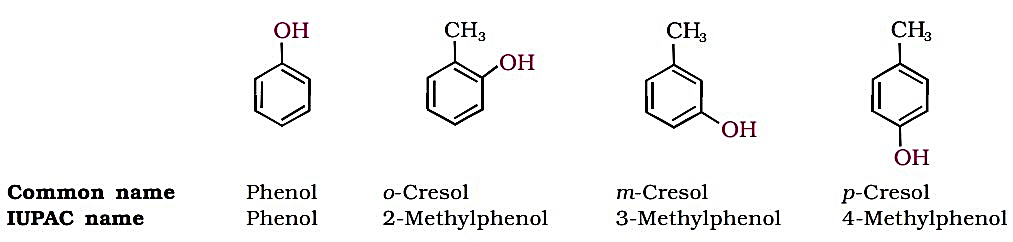 OH
CH₃
OH
CH₃
OH
CH₃
OH
Common name Phenol o-Cresol m-Cresol p-Cresol
IUPAC name Phenol 2-Methylphenol 3-Methylphenol 4-Methylphenol